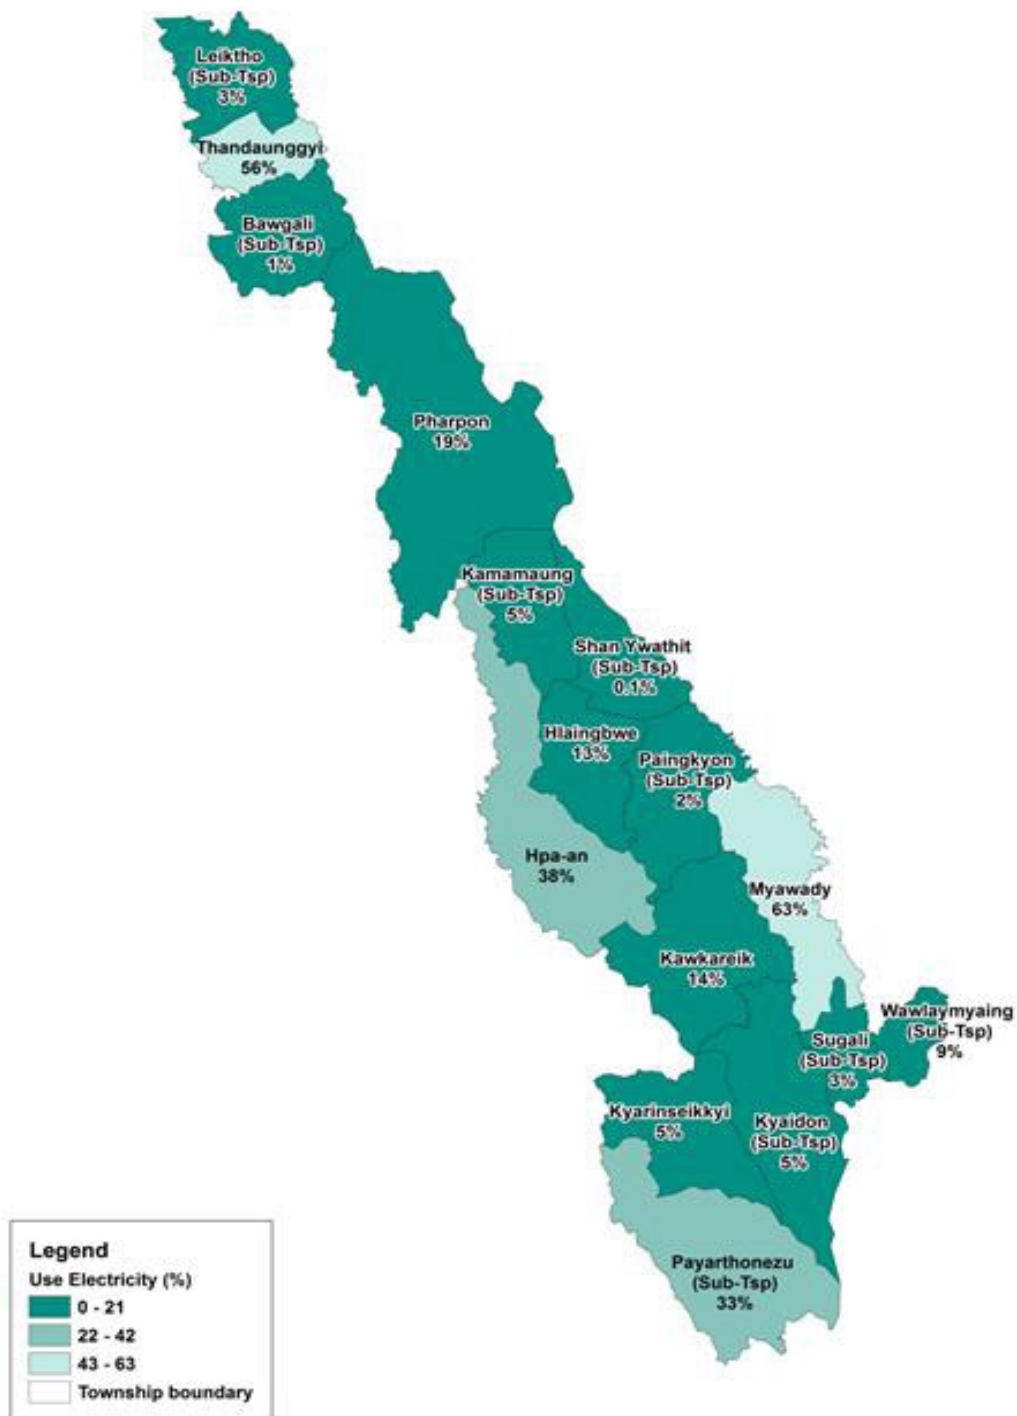 Leiktho
(Sub-Tsp)
3%
Thandaunggyi
56%
Bawgali
(Sub-Tsp)
1%
Pharpon
19%
Kamamaung
(Sub-Tsp)
5%
Shan Ywathit
(Sub-Tsp)
0.1%
Hlaingbwe
13%
Paingkyon
(Sub-Tsp)
2%
Hpa-an
38%
Myawady
63%
Kawkareik
14%
Wawlaymyaing
(Sub-Tsp)
9%
Sugali
(Sub-Tsp)
3%
Kyarinseikkyi
5%
Kyaidon
(Sub-Tsp)
5%
Payarthonezu
(Sub-Tsp)
33%
Legend
Use Electricity (%)
0 - 21
22 - 42
43 - 63
Township boundary